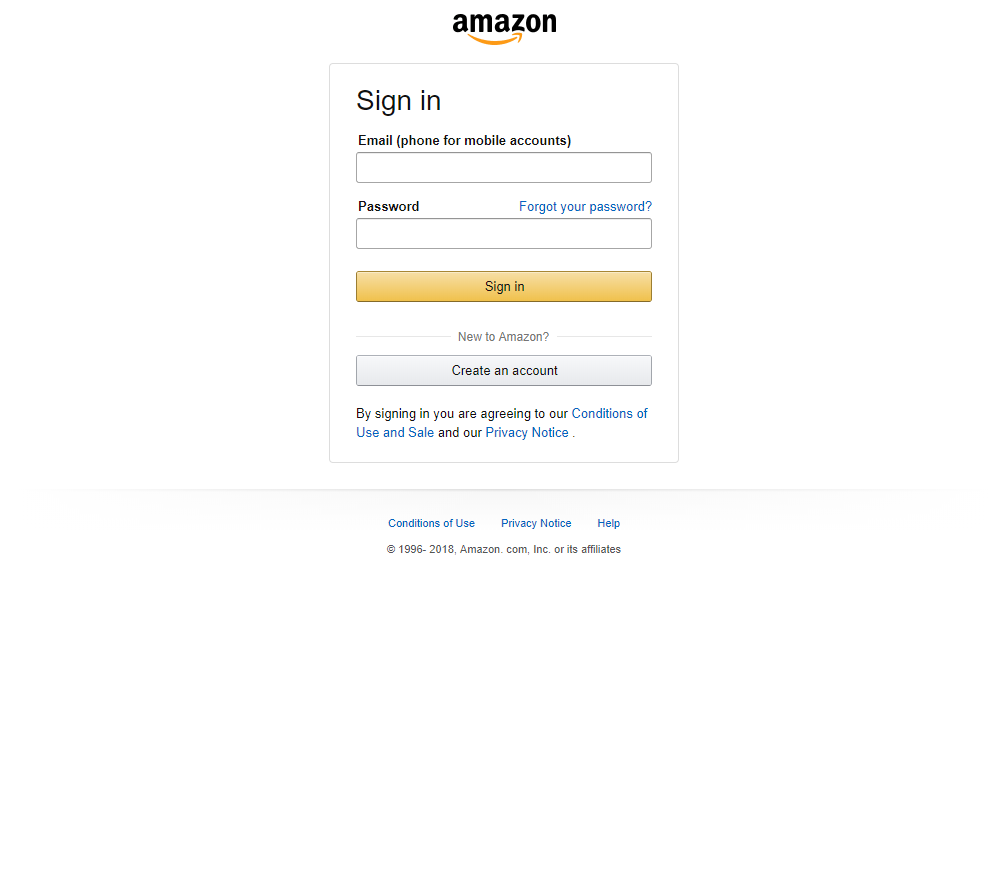 amazon
Sign in
Email (phone for mobile accounts)
Password Forgot your password?
Sign in
New to Amazon?
Create an account
By signing in you are agreeing to our Conditions of
Use and Sale and our Privacy Notice .
Conditions of Use Privacy Notice Help
© 1996- 2018, Amazon. com, Inc. or its affiliates